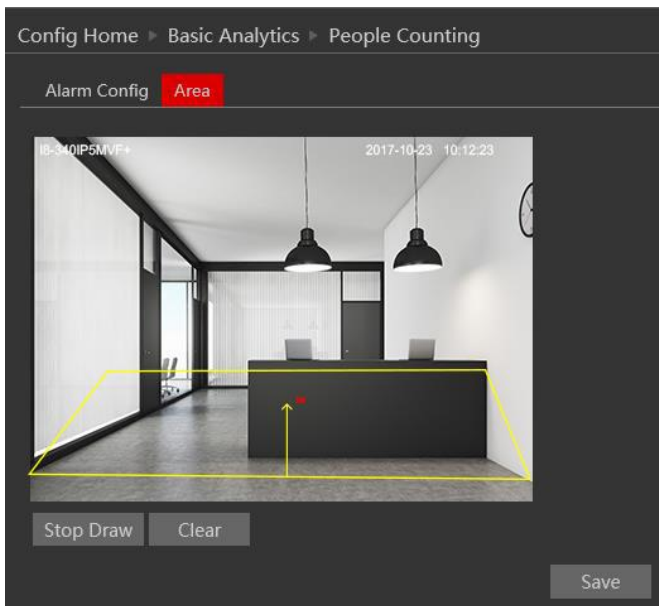 Config Home ▶ Basic Analytics ▶ People Counting
Alarm Config Area
I8-340IP5MVF+ 2017-10-23 10:12:23
Stop Draw Clear
Save